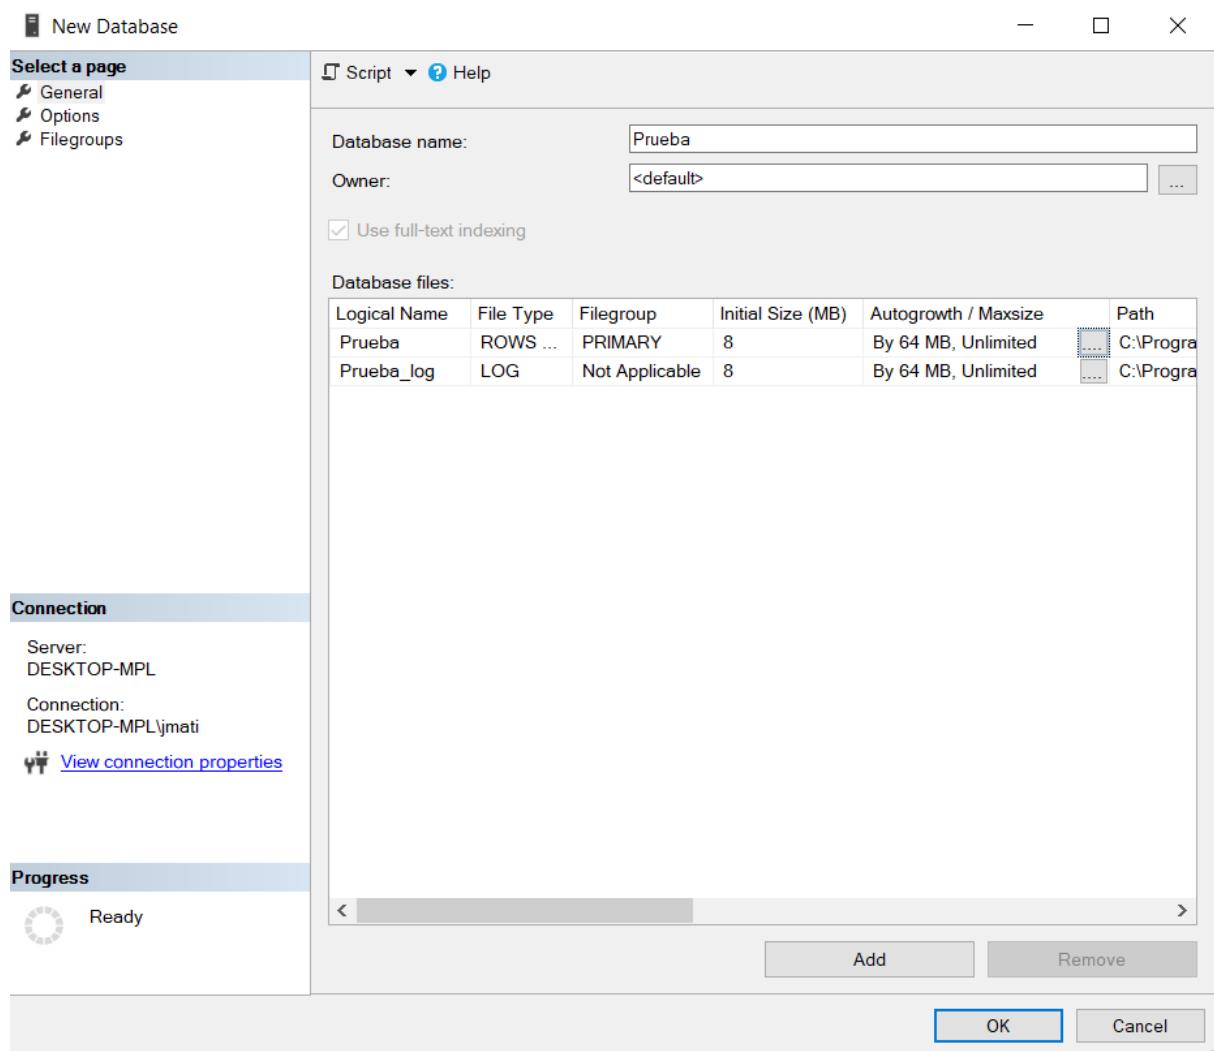 New Database
Select a page
General
Options
Filegroups
Script Help
Database name: Prueba
Owner: <default> ...
Use full-text indexing
Database files:
Logical Name File Type Filegroup Initial Size (MB) Autogrowth / Maxsize Path
Prueba ROWS ... PRIMARY 8 By 64 MB, Unlimited .... C:\Progra
Prueba_log LOG Not Applicable 8 By 64 MB, Unlimited .... C:\Progra
Connection
Server:
DESKTOP-MPL
Connection:
DESKTOP-MPL\jmati
View connection properties
Progress
Ready
Add Remove
OK Cancel